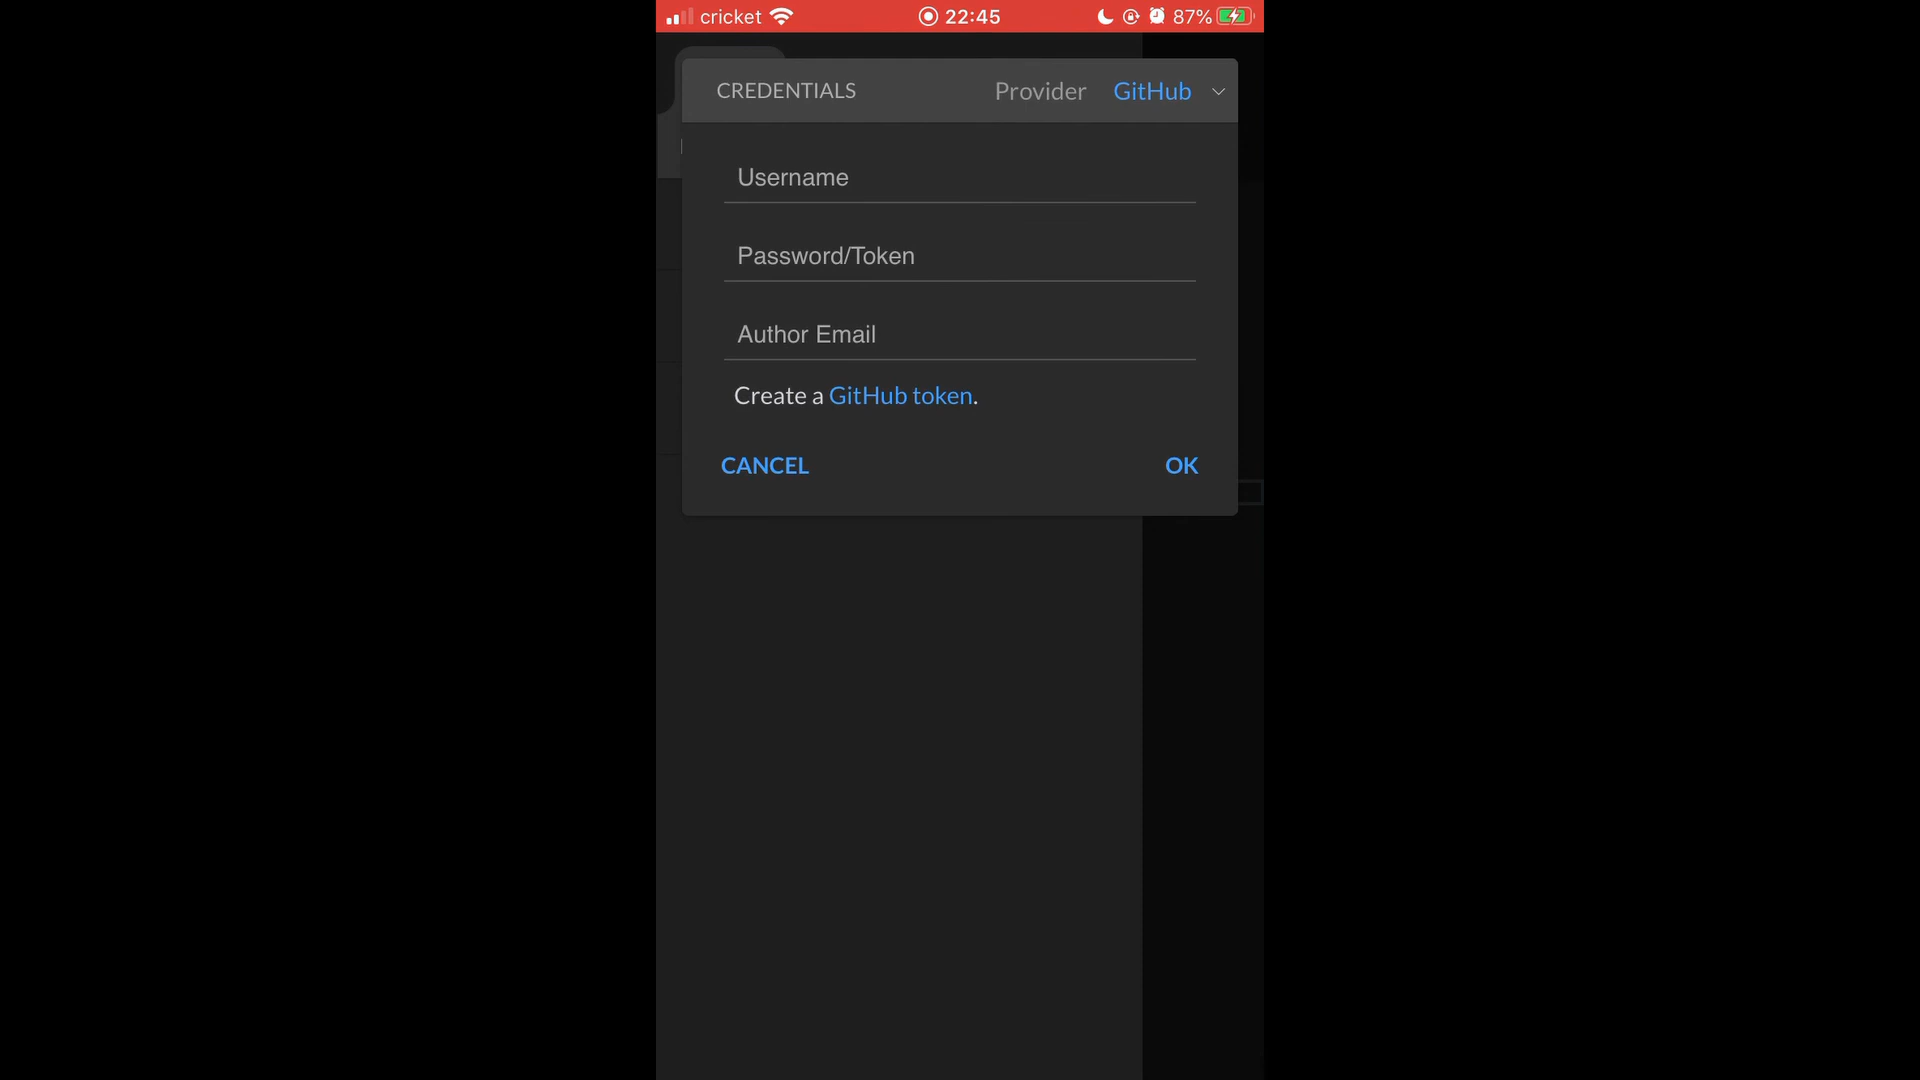 cricket 22:45 87%
CREDENTIALS Provider GitHub
Username
Password/Token
Author Email
Create a GitHub token.
CANCEL OK